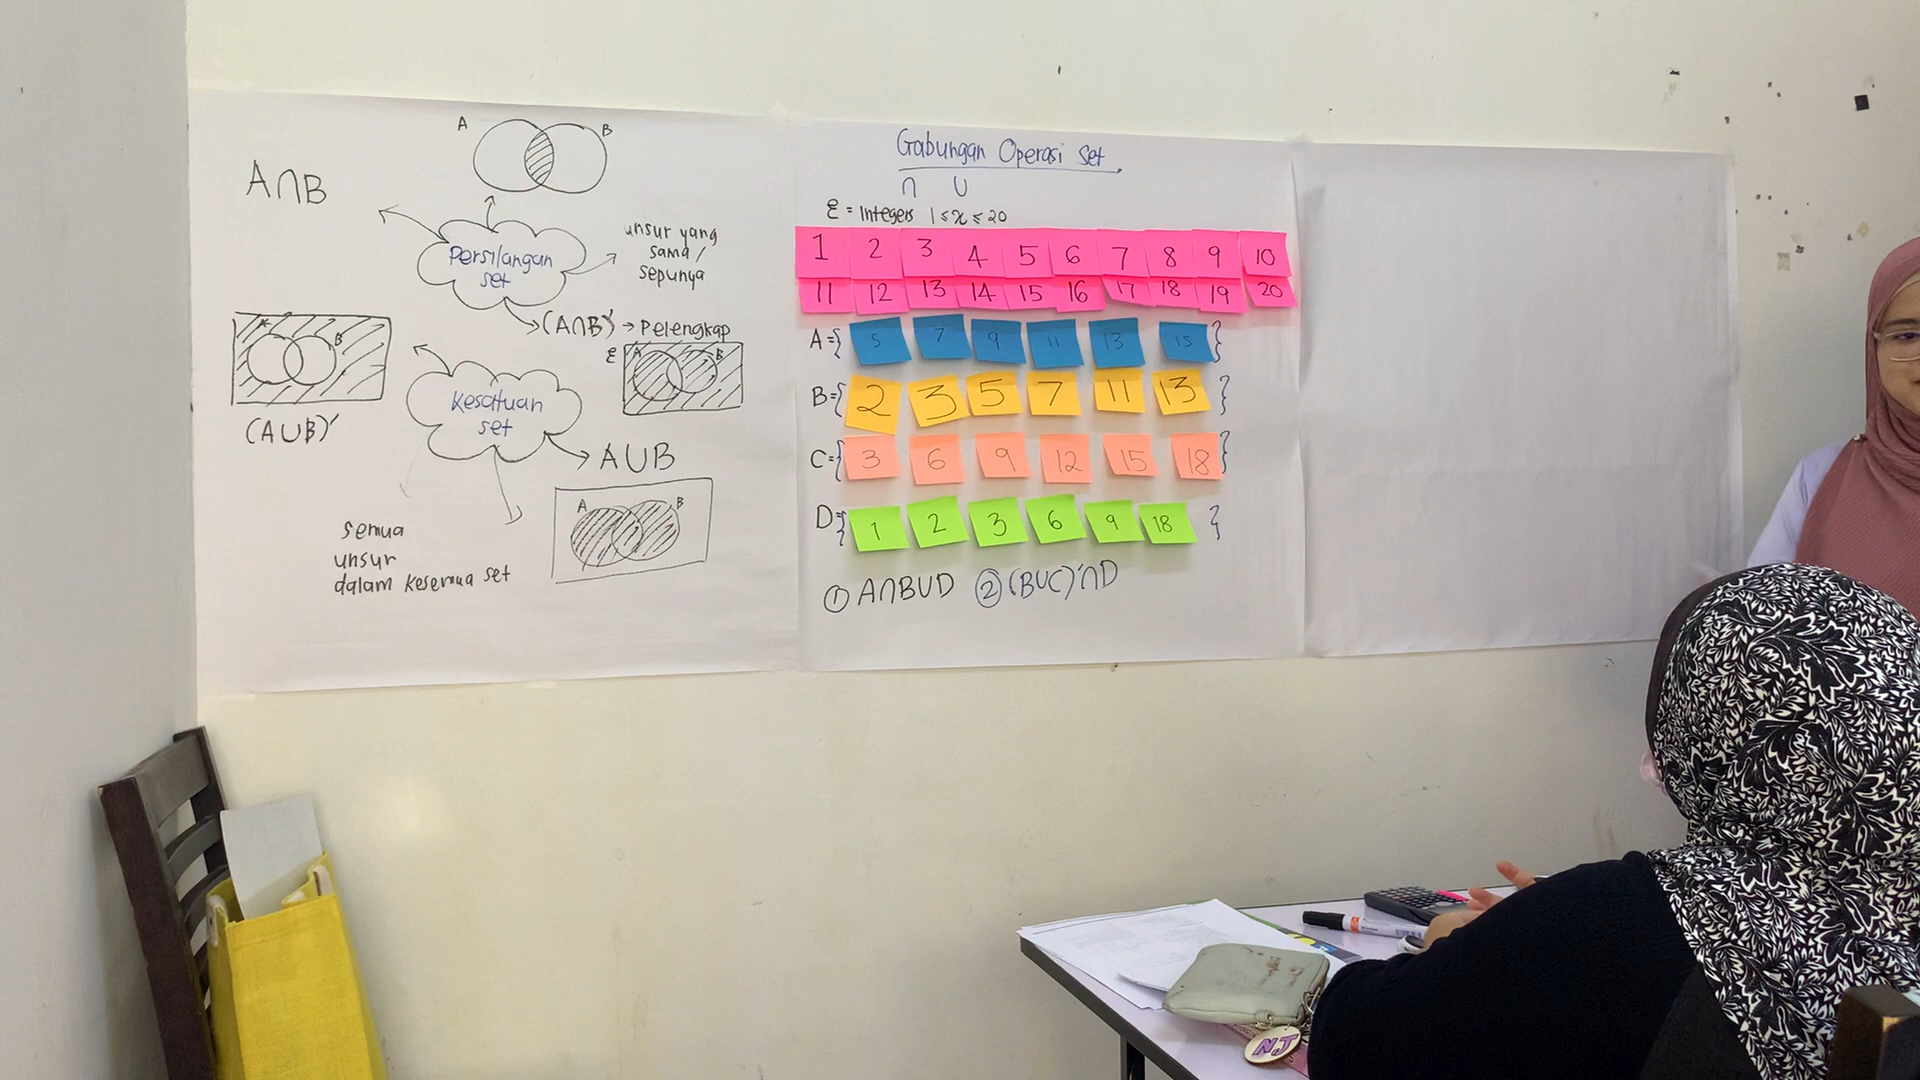 A B
A∩B
Persilangan
set
unsur yang
sama /
sepunya
(A∩B)' → Pelengkap
A B
(A∪B)'
ξ A B
Kesatuan
set
A∪B
A B
semua
unsur
dalam kesemua set
Gabungan Operasi Set
∩ ∪
ξ = Integers 1 ≤ x ≤ 20
1 2 3 4 5 6 7 8 9 10
11 12 13 14 15 16 17 18 19 20
A={ 5 7 9 11 13 15 }
B={ 2 3 5 7 11 13 }
C={ 3 6 9 12 15 18 }
D={ 1 2 3 6 9 18 }
① A∩B∪D ② (B∪C)'∩D
NJ